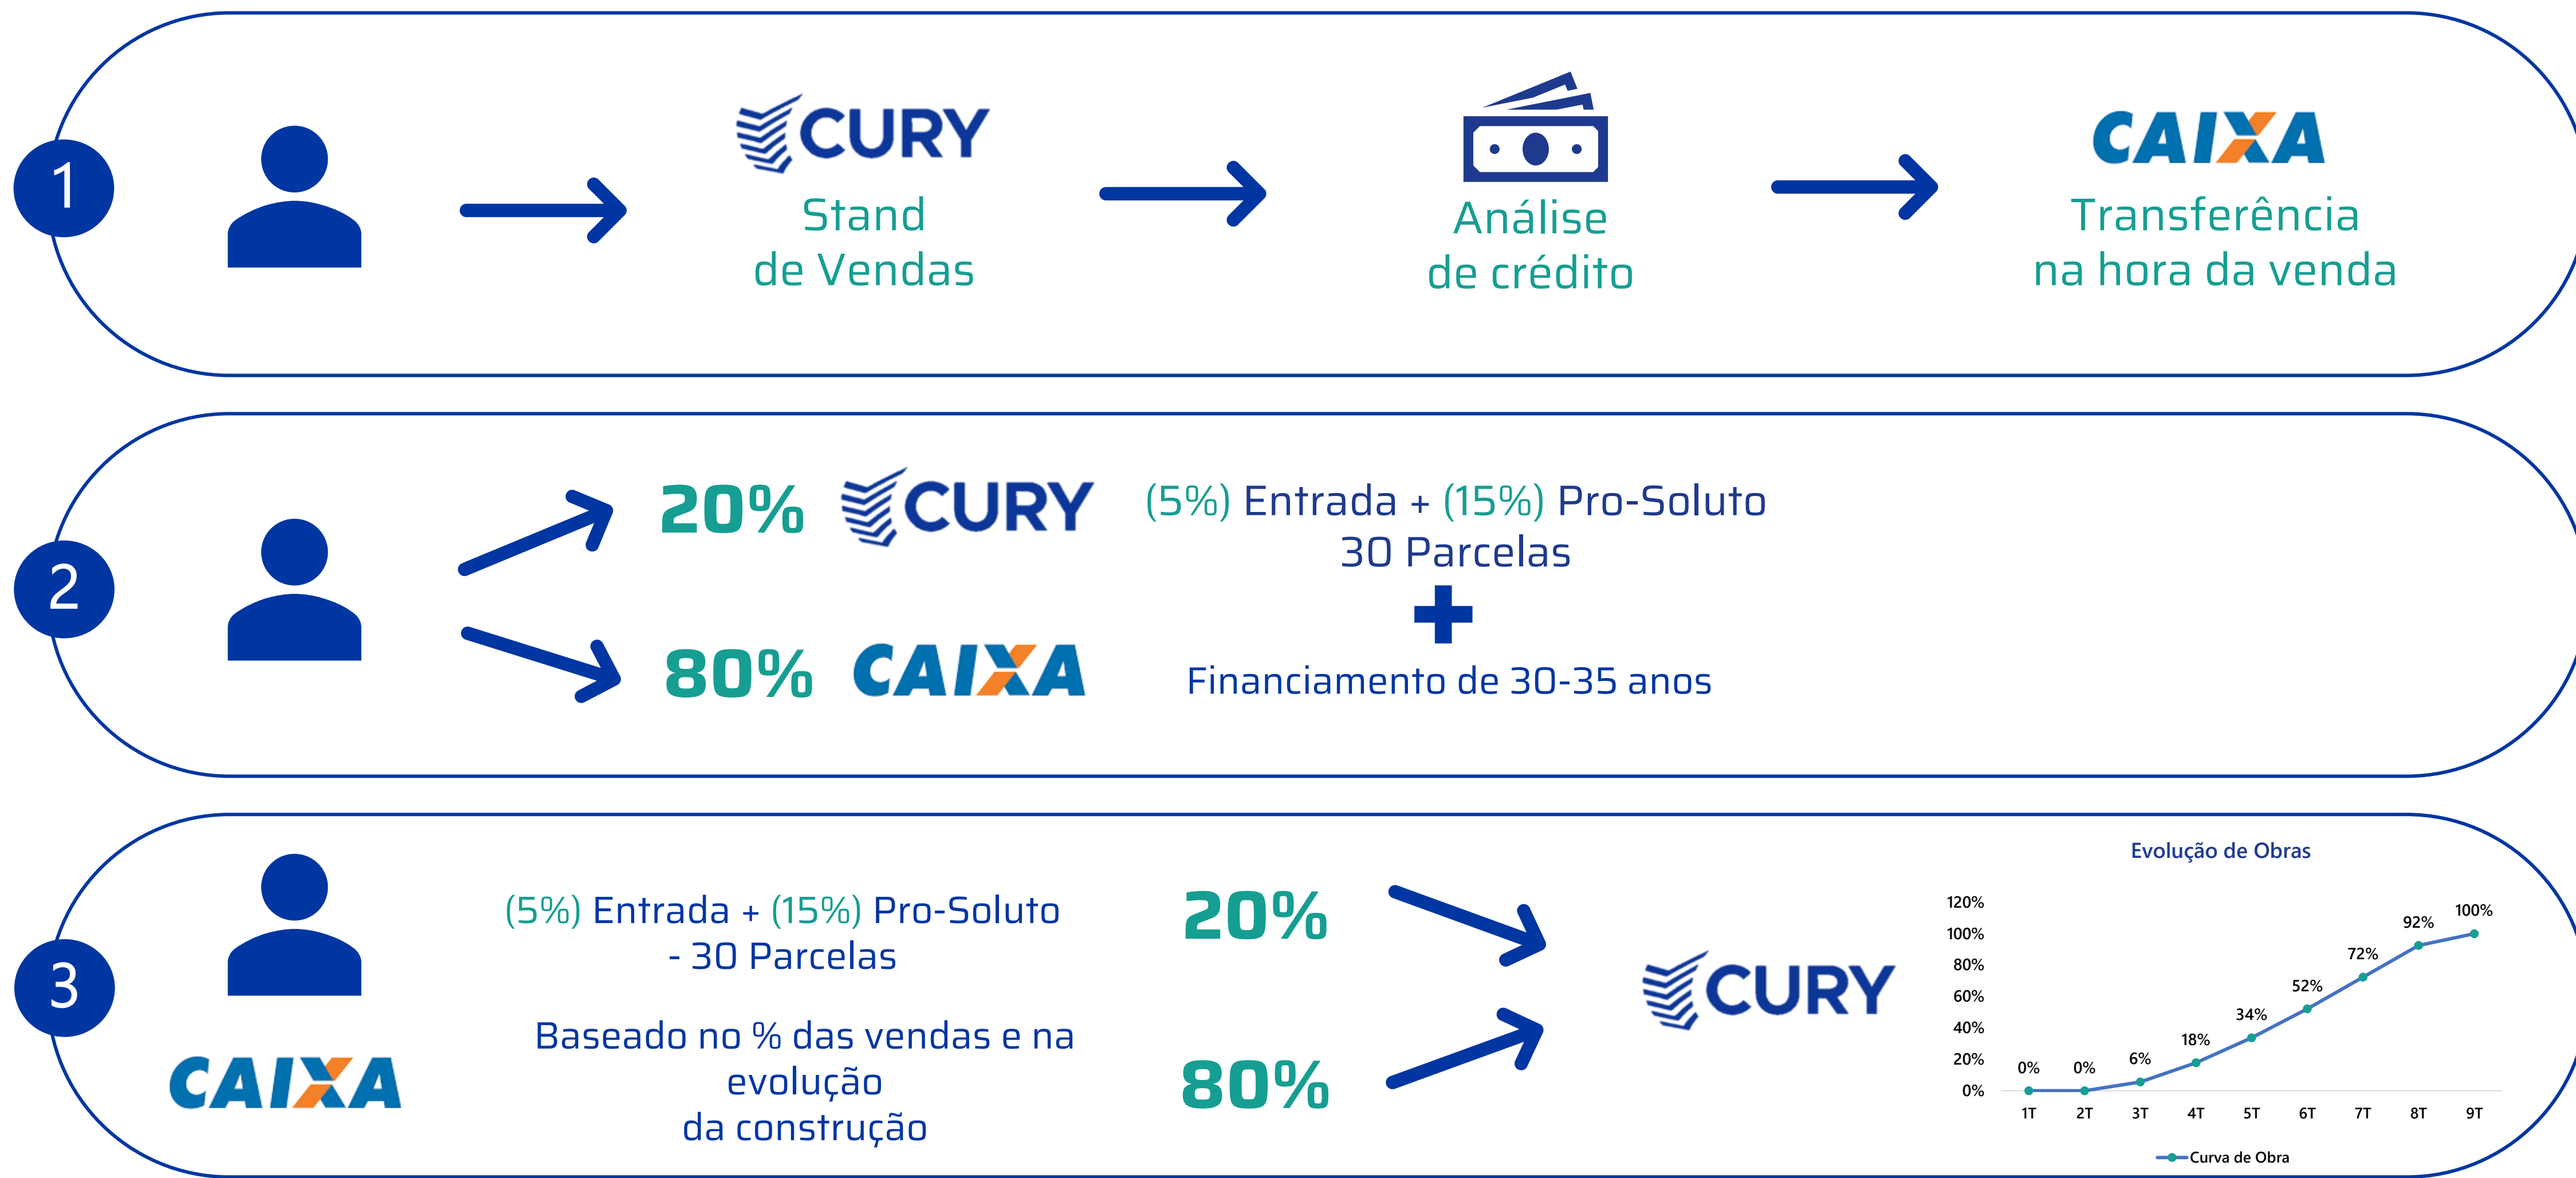 1
CURY
Stand
de Vendas
Análise
de crédito
CAIXA
Transferência
na hora da venda
2
20%
CURY
(5%) Entrada + (15%) Pro-Soluto
30 Parcelas
80%
CAIXA
Financiamento de 30-35 anos
3
CAIXA
(5%) Entrada + (15%) Pro-Soluto
- 30 Parcelas
Baseado no % das vendas e na
evolução
da construção
20%
80%
CURY
Evolução de Obras
120%
100%
80%
60%
40%
20%
0%
0%
0%
6%
18%
34%
52%
72%
92%
100%
1T
2T
3T
4T
5T
6T
7T
8T
9T
Curva de Obra